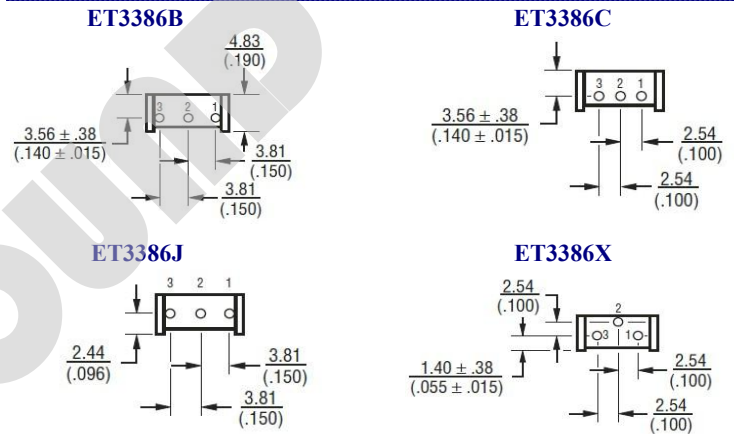 ET3386B
4.83
(.190)
3 2 1
3.56 ± .38
(.140 ± .015)
3.81
(.150)
3.81
(.150)
ET3386C
3 2 1
3.56 ± .38
(.140 ± .015)
2.54
(.100)
2.54
(.100)
ET3386J
3 2 1
2.44
(.096)
3.81
(.150)
3.81
(.150)
ET3386X
2.54
(.100)
2
3 1
1.40 ± .38
(.055 ± .015)
2.54
(.100)
2.54
(.100)